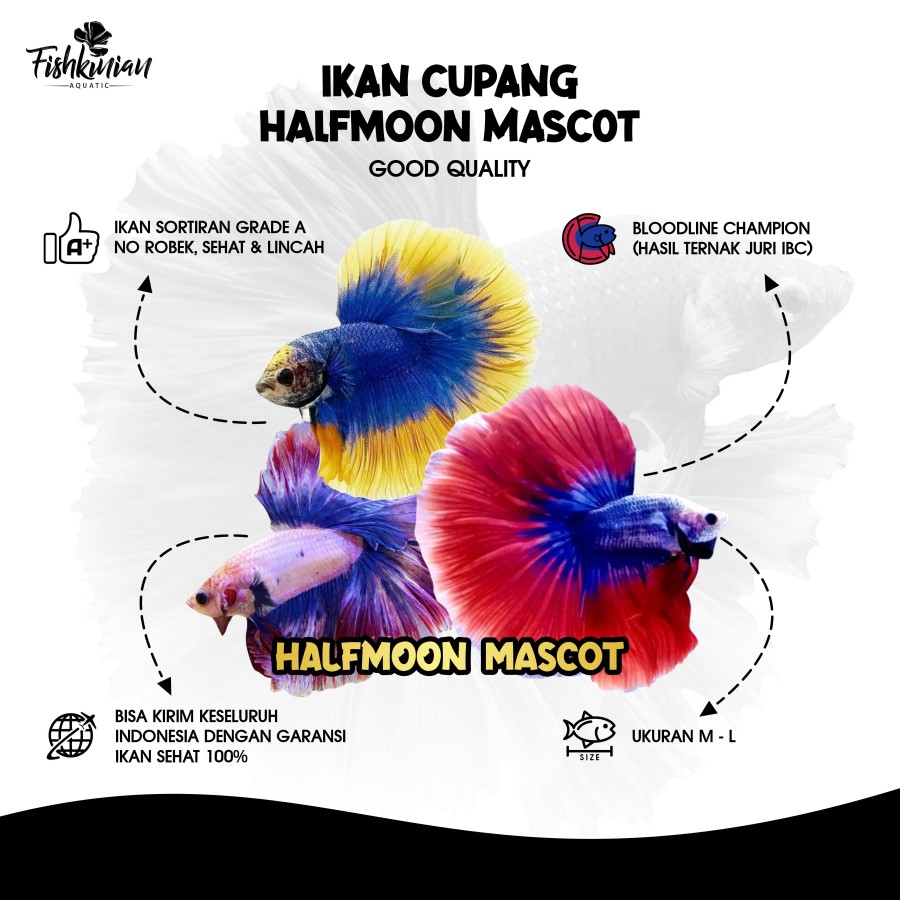 Fishkinian
AQUATIC
IKAN CUPANG
HALFMOON MASCOT
GOOD QUALITY
A+
IKAN SORTIRAN GRADE A
NO ROBEK, SEHAT & LINCAH
BLOODLINE CHAMPION
(HASIL TERNAK JURI IBC)
HALFMOON MASCOT
BISA KIRIM KESELURUH
INDONESIA DENGAN GARANSI
IKAN SEHAT 100%
SIZE
UKURAN M - L